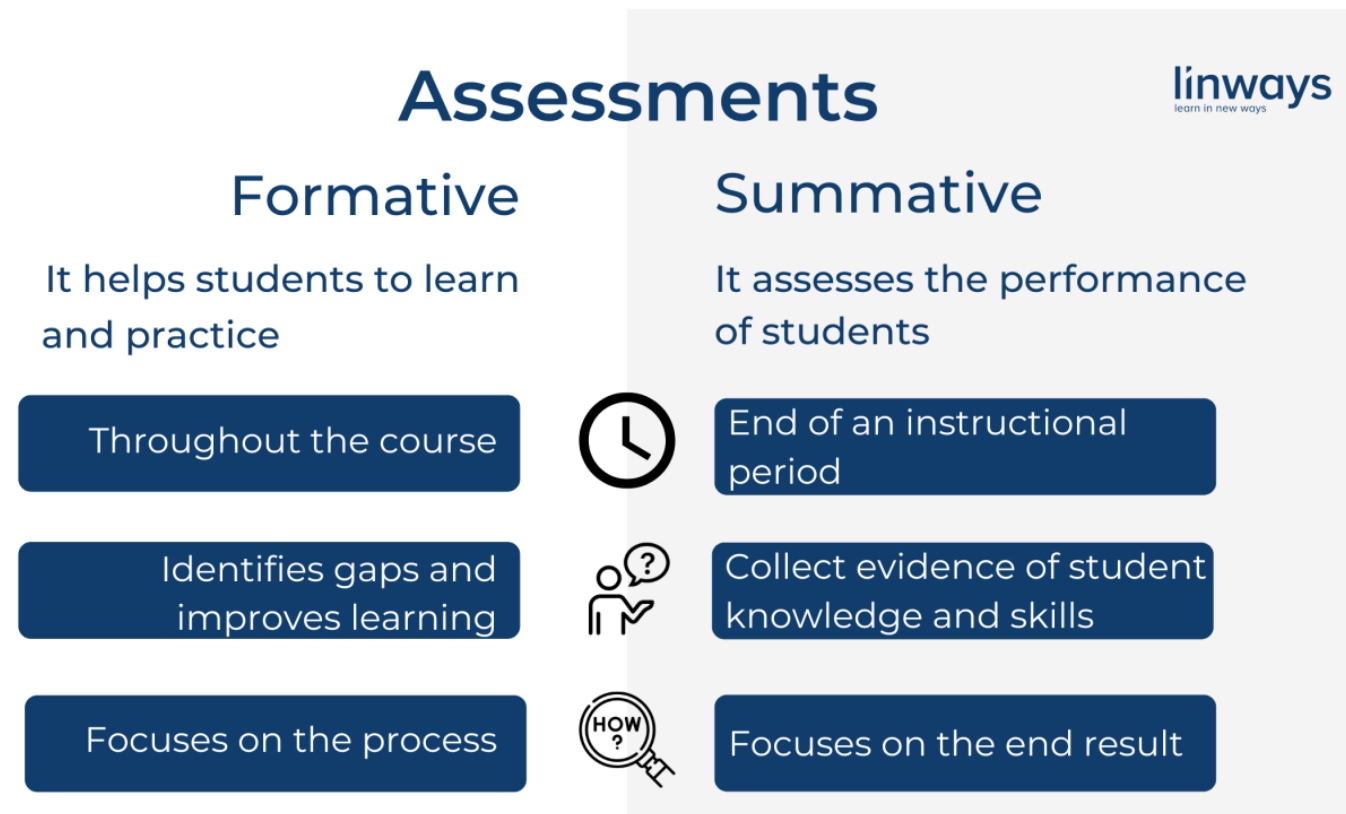 Assessments
linways
learn in new ways
Formative
Summative
It helps students to learn
and practice
It assesses the performance
of students
Throughout the course
End of an instructional
period
Identifies gaps and
improves learning
?
Collect evidence of student
knowledge and skills
Focuses on the process
HOW
?
Focuses on the end result